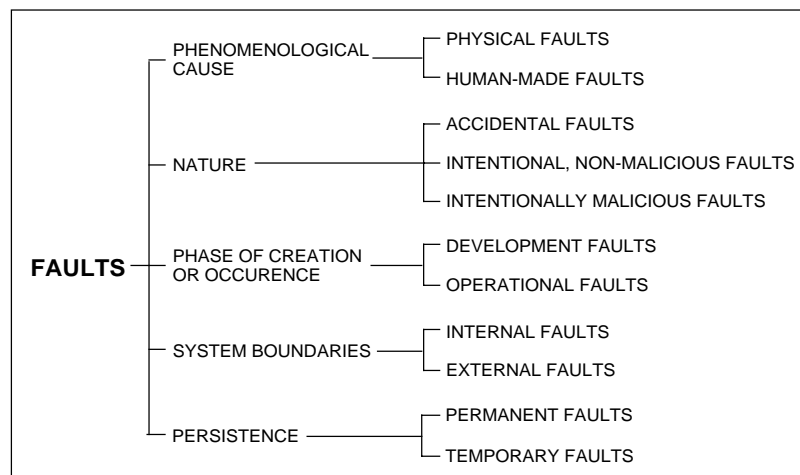 PHENOMENOLOGICAL
CAUSE
PHYSICAL FAULTS
HUMAN-MADE FAULTS
NATURE
ACCIDENTAL FAULTS
INTENTIONAL, NON-MALICIOUS FAULTS
INTENTIONALLY MALICIOUS FAULTS
FAULTS
PHASE OF CREATION
OR OCCURENCE
DEVELOPMENT FAULTS
OPERATIONAL FAULTS
SYSTEM BOUNDARIES
INTERNAL FAULTS
EXTERNAL FAULTS
PERSISTENCE
PERMANENT FAULTS
TEMPORARY FAULTS